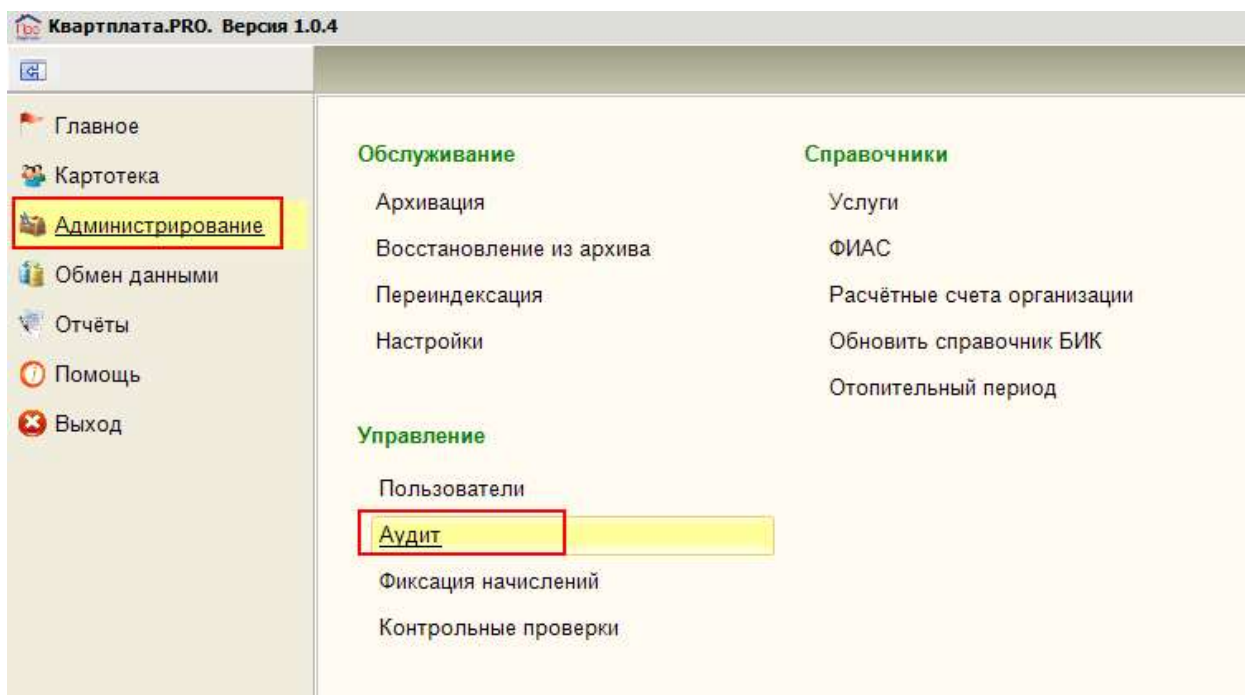 Квартплата.PRO. Версия 1.0.4
Главное
Картотека
Администрирование
Обмен данными
Отчёты
Помощь
Выход
Обслуживание
Архивация
Восстановление из архива
Переиндексация
Настройки
Справочники
Услуги
ФИАС
Расчётные счета организации
Обновить справочник БИК
Отопительный период
Управление
Пользователи
Аудит
Фиксация начислений
Контрольные проверки